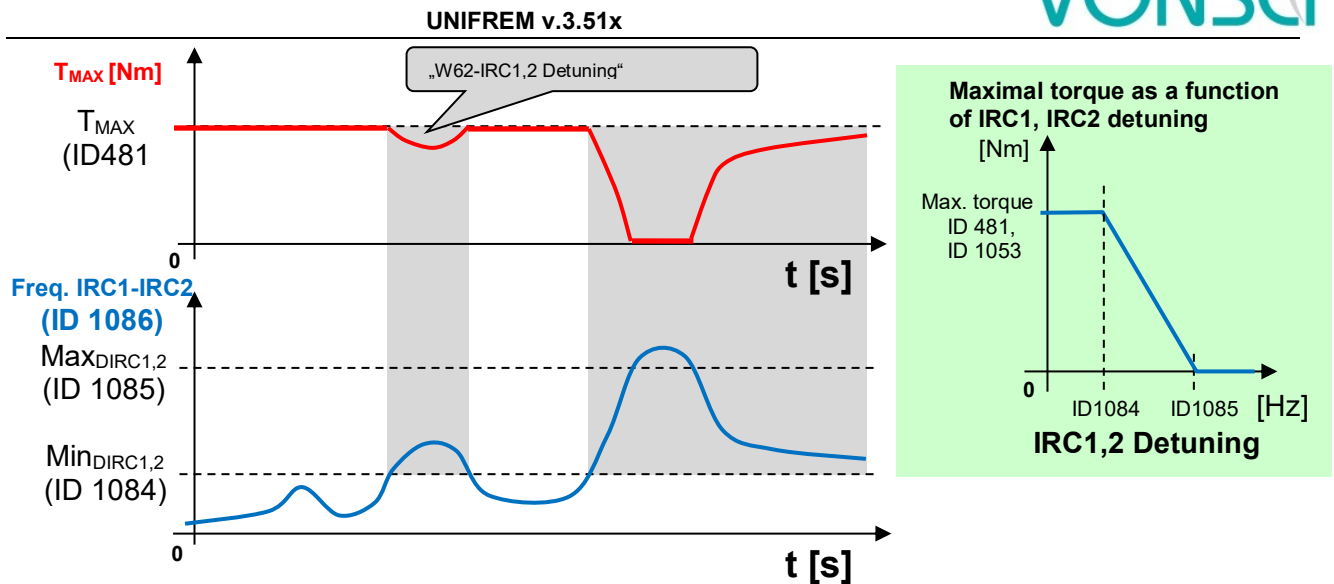 UNIFREM v.3.51x
TMAX [Nm]
„W62-IRC1,2 Detuning“
TMAX
(ID481
0
t [s]
Freq. IRC1-IRC2
(ID 1086)
MaxDIRC1,2
(ID 1085)
MinDIRC1,2
(ID 1084)
0
t [s]
Maximal torque as a function
of IRC1, IRC2 detuning
[Nm]
Max. torque
ID 481,
ID 1053
0
ID1084 ID1085 [Hz]
IRC1,2 Detuning